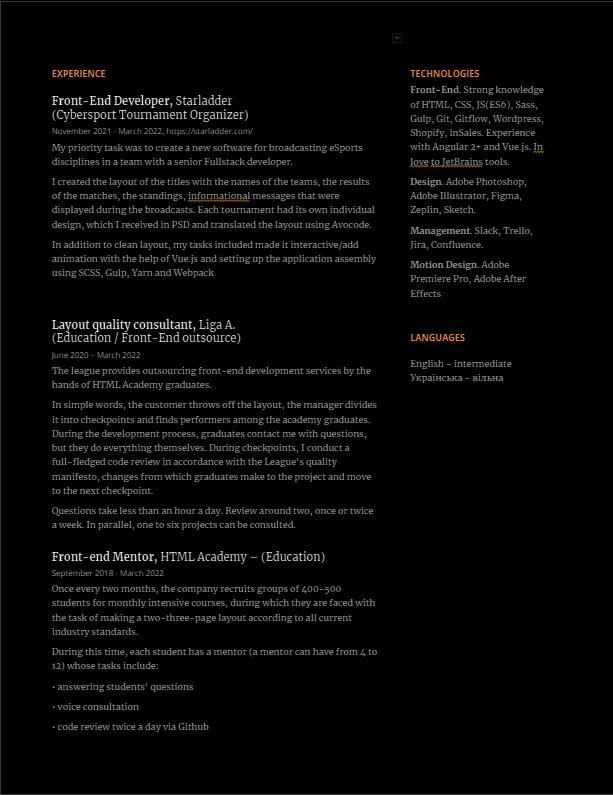 EXPERIENCE
Front-End Developer, Starladder
(Cybersport Tournament Organizer)
November 2021 - March 2022, https://starladder.com/
My priority task was to create a new software for broadcasting eSports
disciplines in a team with a senior Fullstack developer.
I created the layout of the titles with the names of the teams, the results
of the matches, the standings, informational messages that were
displayed during the broadcasts. Each tournament had its own individual
design, which I received in PSD and translated the layout using Avocode.
In addition to clean layout, my tasks included made it interactive/add
animation with the help of Vue.js and setting up the application assembly
using SCSS, Gulp, Yarn and Webpack
Layout quality consultant, Liga A.
(Education / Front-End outsource)
June 2020 – March 2022
The league provides outsourcing front-end development services by the
hands of HTML Academy graduates.
In simple words, the customer throws off the layout, the manager divides
it into checkpoints and finds performers among the academy graduates.
During the development process, graduates contact me with questions,
but they do everything themselves. During checkpoints, I conduct a
full-fledged code review in accordance with the League's quality
manifesto, changes from which graduates make to the project and move
to the next checkpoint.
Questions take less than an hour a day. Review around two, once or twice
a week. In parallel, one to six projects can be consulted.
Front-end Mentor, HTML Academy – (Education)
September 2018 - March 2022
Once every two months, the company recruits groups of 400-500
students for monthly intensive courses, during which they are faced with
the task of making a two-three-page layout according to all current
industry standards.
During this time, each student has a mentor (a mentor can have from 4 to
12) whose tasks include:
• answering students' questions
• voice consultation
• code review twice a day via Github
TECHNOLOGIES
Front-End. Strong knowledge
of HTML, CSS, JS(ES6), Sass,
Gulp, Git, Gitflow, Wordpress,
Shopify, inSales. Experience
with Angular 2+ and Vue.js. In
love to JetBrains tools.
Design. Adobe Photoshop,
Adobe Illustrator, Figma,
Zeplin, Sketch.
Management. Slack, Trello,
Jira, Confluence.
Motion Design. Adobe
Premiere Pro, Adobe After
Effects
LANGUAGES
English – intermediate
Українська – вільна